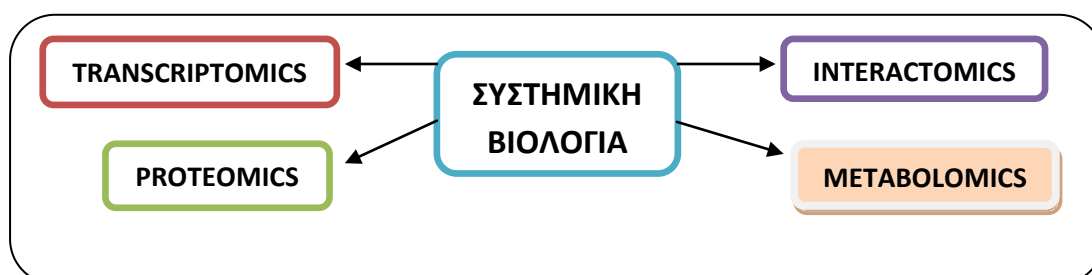 TRANSCRIPTOMICS
ΣΥΣΤΗΜΙΚΗ
ΒΙΟΛΟΓΙΑ
INTERACTOMICS
PROTEOMICS
METABOLOMICS